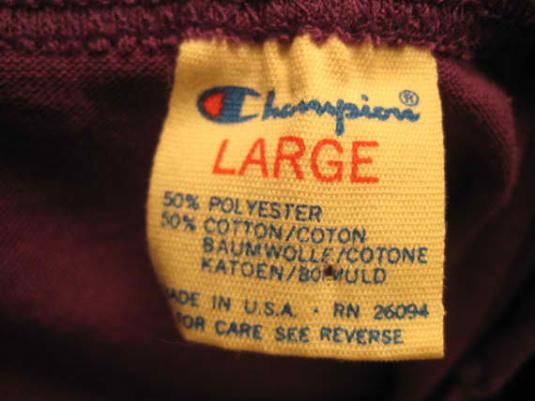 Champion®
LARGE
50% POLYESTER
50% COTTON/COTON
BAUMWOLLE/COTONE
KATOEN/BOMULD
MADE IN U.S.A. · RN 26094
FOR CARE SEE REVERSE